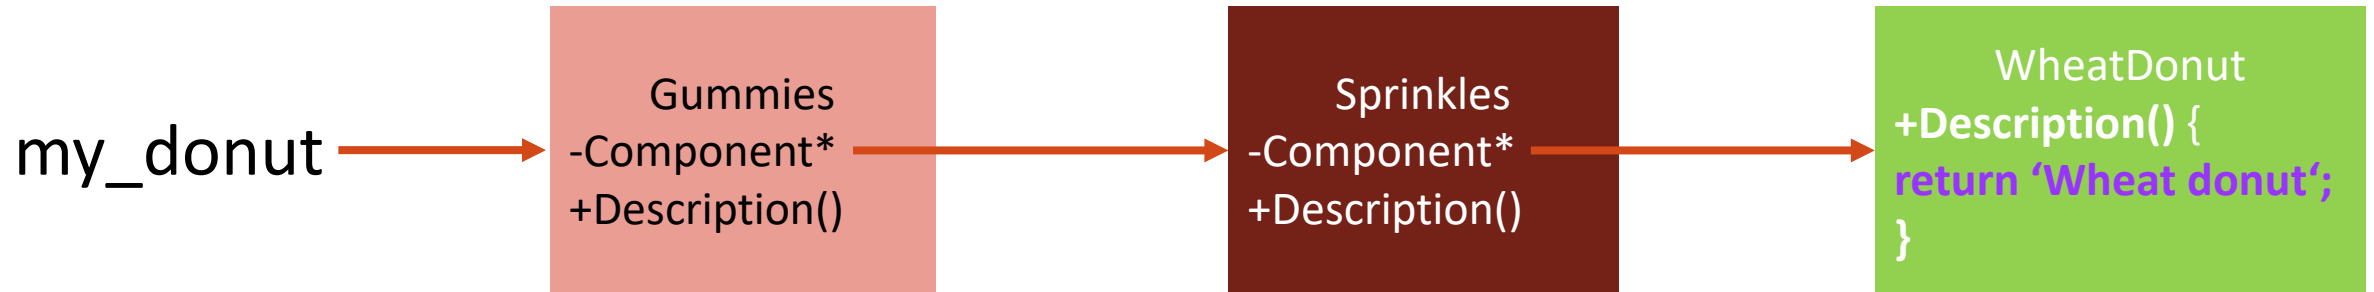 my_donut
Gummies
-Component*
+Description()
Sprinkles
-Component*
+Description()
WheatDonut
+Description() {
return ‘Wheat donut‘;
}